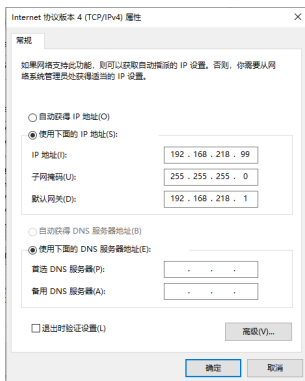 Internet 协议版本 4 (TCP/IPv4) 属性
常规
如果网络支持此功能，则可以获取自动指派的 IP 设置。否则，你需要从网
络系统管理员处获得适当的 IP 设置。
自动获得 IP 地址(O)
使用下面的 IP 地址(S):
IP 地址(I): 192 . 168 . 218 . 99
子网掩码(U): 255 . 255 . 255 . 0
默认网关(D): 192 . 168 . 218 . 1
自动获得 DNS 服务器地址(B)
使用下面的 DNS 服务器地址(E):
首选 DNS 服务器(P): . . .
备用 DNS 服务器(A): . . .
退出时验证设置(L)
高级(V)...
确定 取消